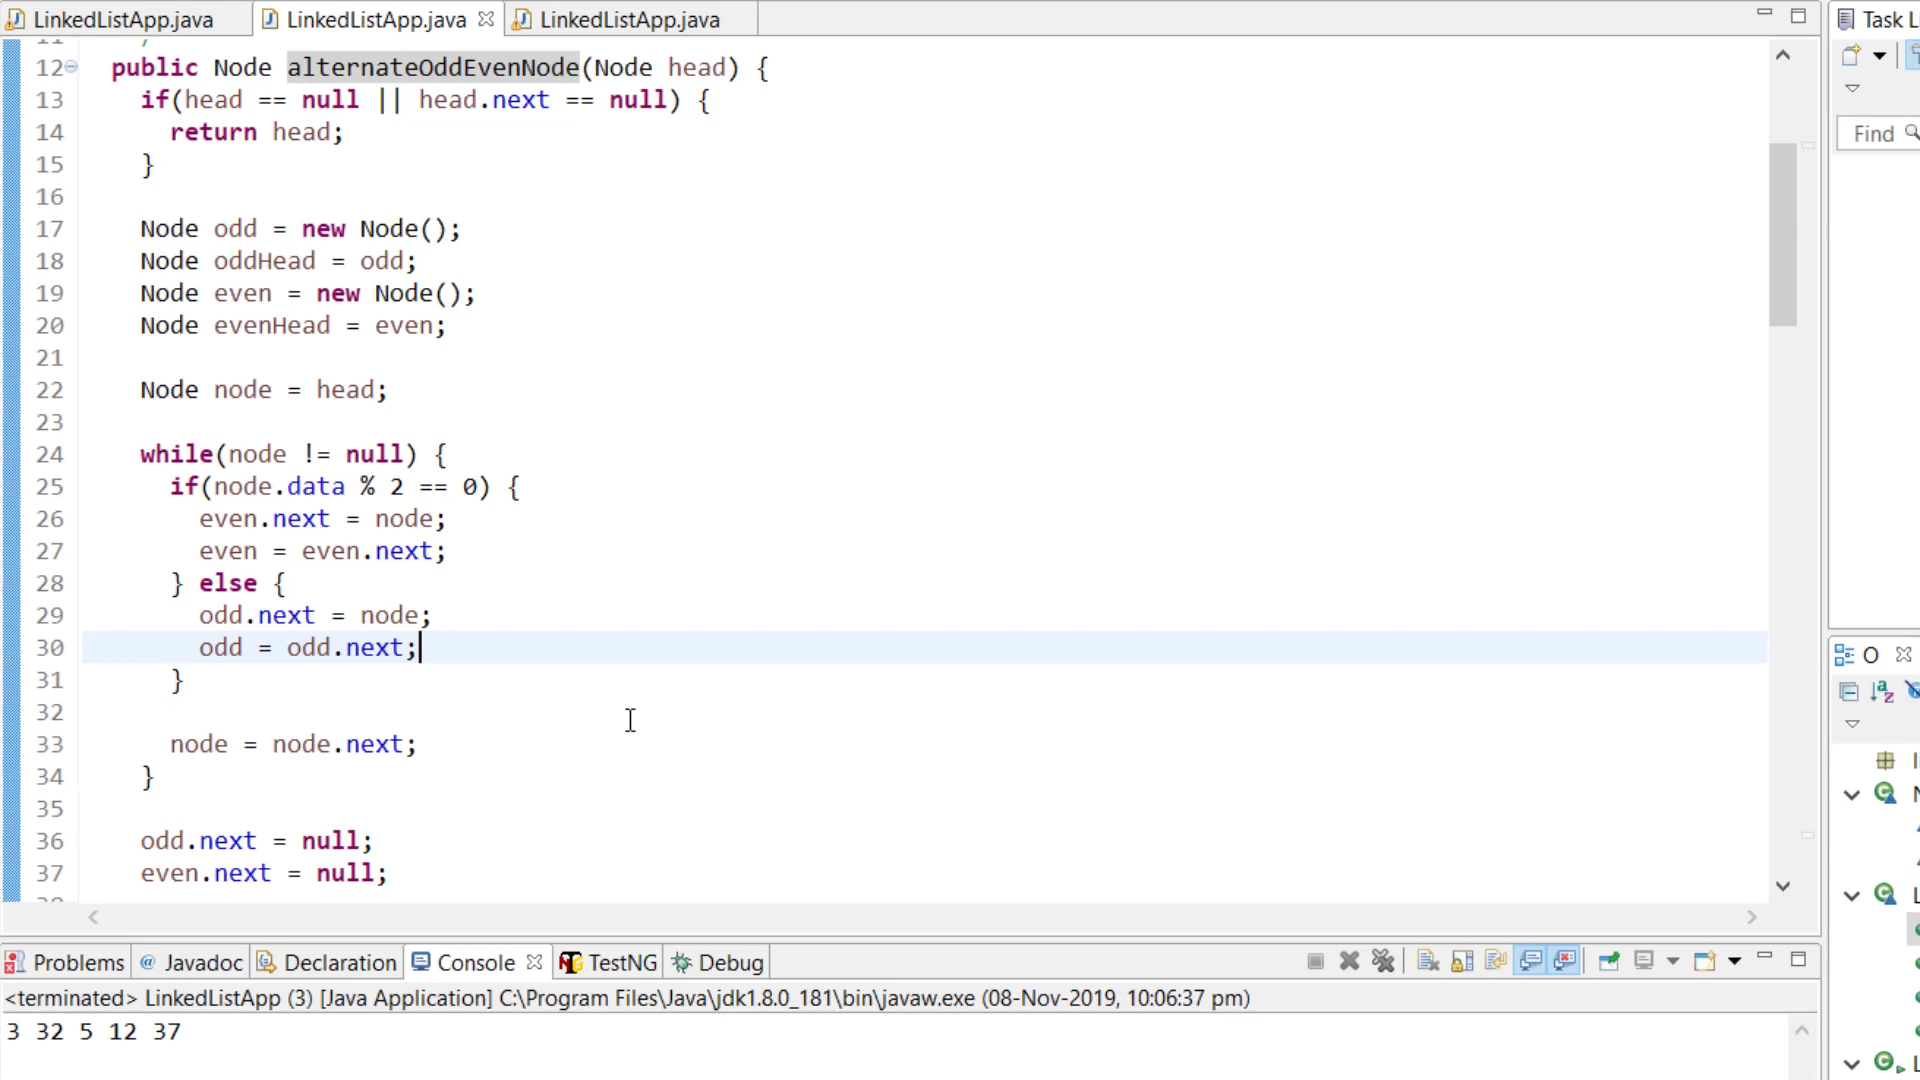 LinkedListApp.java LinkedListApp.java LinkedListApp.java
Task L
12 public Node alternateOddEvenNode(Node head) {
13 if(head == null || head.next == null) {
14 return head;
15 }
16
17 Node odd = new Node();
18 Node oddHead = odd;
19 Node even = new Node();
20 Node evenHead = even;
21
22 Node node = head;
23
24 while(node != null) {
25 if(node.data % 2 == 0) {
26 even.next = node;
27 even = even.next;
28 } else {
29 odd.next = node;
30 odd = odd.next;
31 }
32
33 node = node.next;
34 }
35
36 odd.next = null;
37 even.next = null;
Find
O
Problems @ Javadoc Declaration Console TestNG Debug
<terminated> LinkedListApp (3) [Java Application] C:\Program Files\Java\jdk1.8.0_181\bin\javaw.exe (08-Nov-2019, 10:06:37 pm)
3 32 5 12 37